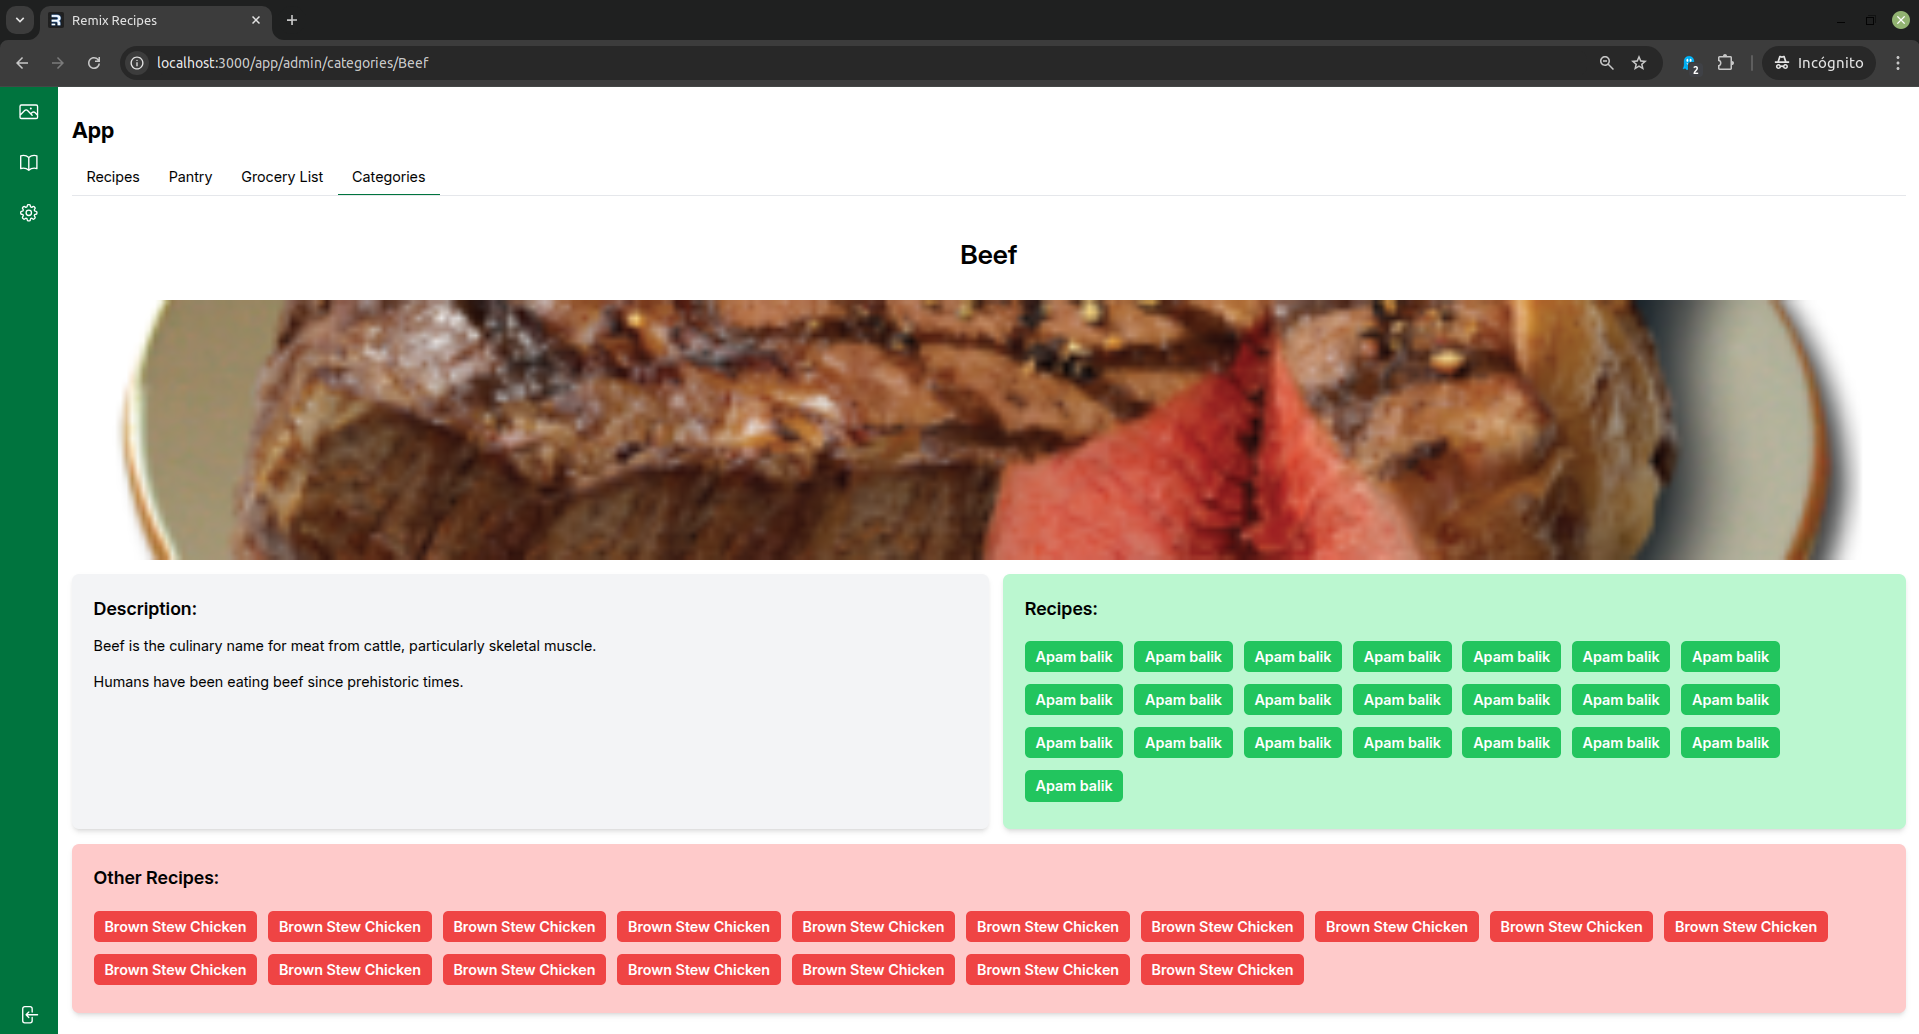 Remix Recipes
localhost:3000/app/admin/categories/Beef
2
Incógnito
App
Recipes Pantry Grocery List Categories
Beef
Description:
Beef is the culinary name for meat from cattle, particularly skeletal muscle.
Humans have been eating beef since prehistoric times.
Recipes:
Apam balik Apam balik Apam balik Apam balik Apam balik Apam balik Apam balik
Apam balik Apam balik Apam balik Apam balik Apam balik Apam balik Apam balik
Apam balik Apam balik Apam balik Apam balik Apam balik Apam balik Apam balik
Apam balik
Other Recipes:
Brown Stew Chicken Brown Stew Chicken Brown Stew Chicken Brown Stew Chicken Brown Stew Chicken Brown Stew Chicken Brown Stew Chicken Brown Stew Chicken Brown Stew Chicken Brown Stew Chicken
Brown Stew Chicken Brown Stew Chicken Brown Stew Chicken Brown Stew Chicken Brown Stew Chicken Brown Stew Chicken Brown Stew Chicken